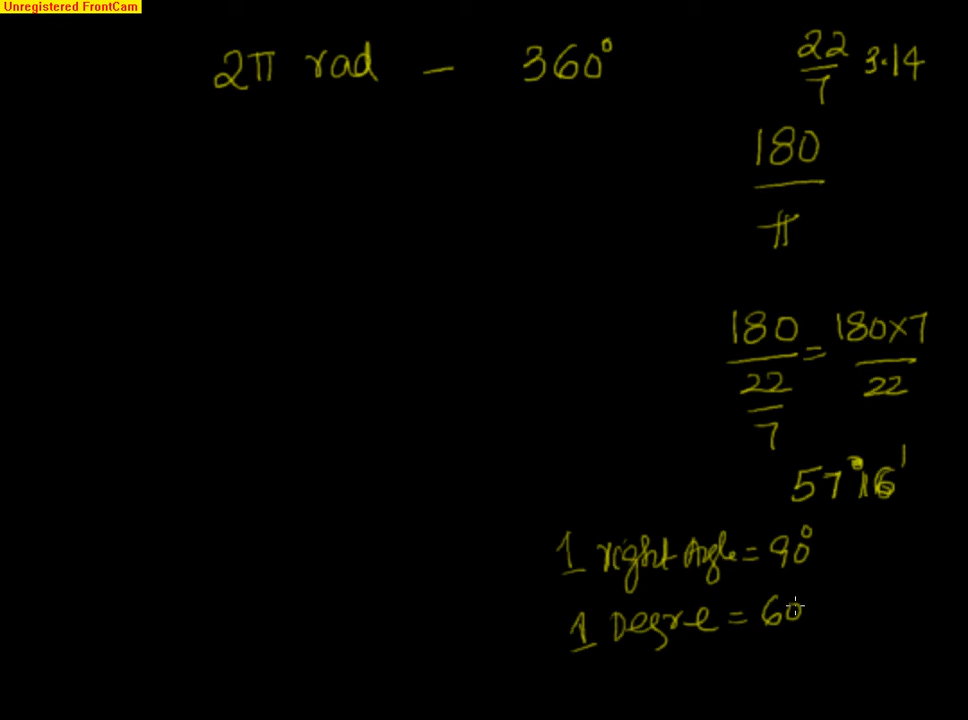 Unregistered FrontCam
2π rad – 360°
22/7 3.14
180/π
180/(22/7) = 180×7/22
57°16'
1 right Angle = 90°
1 Degre = 60